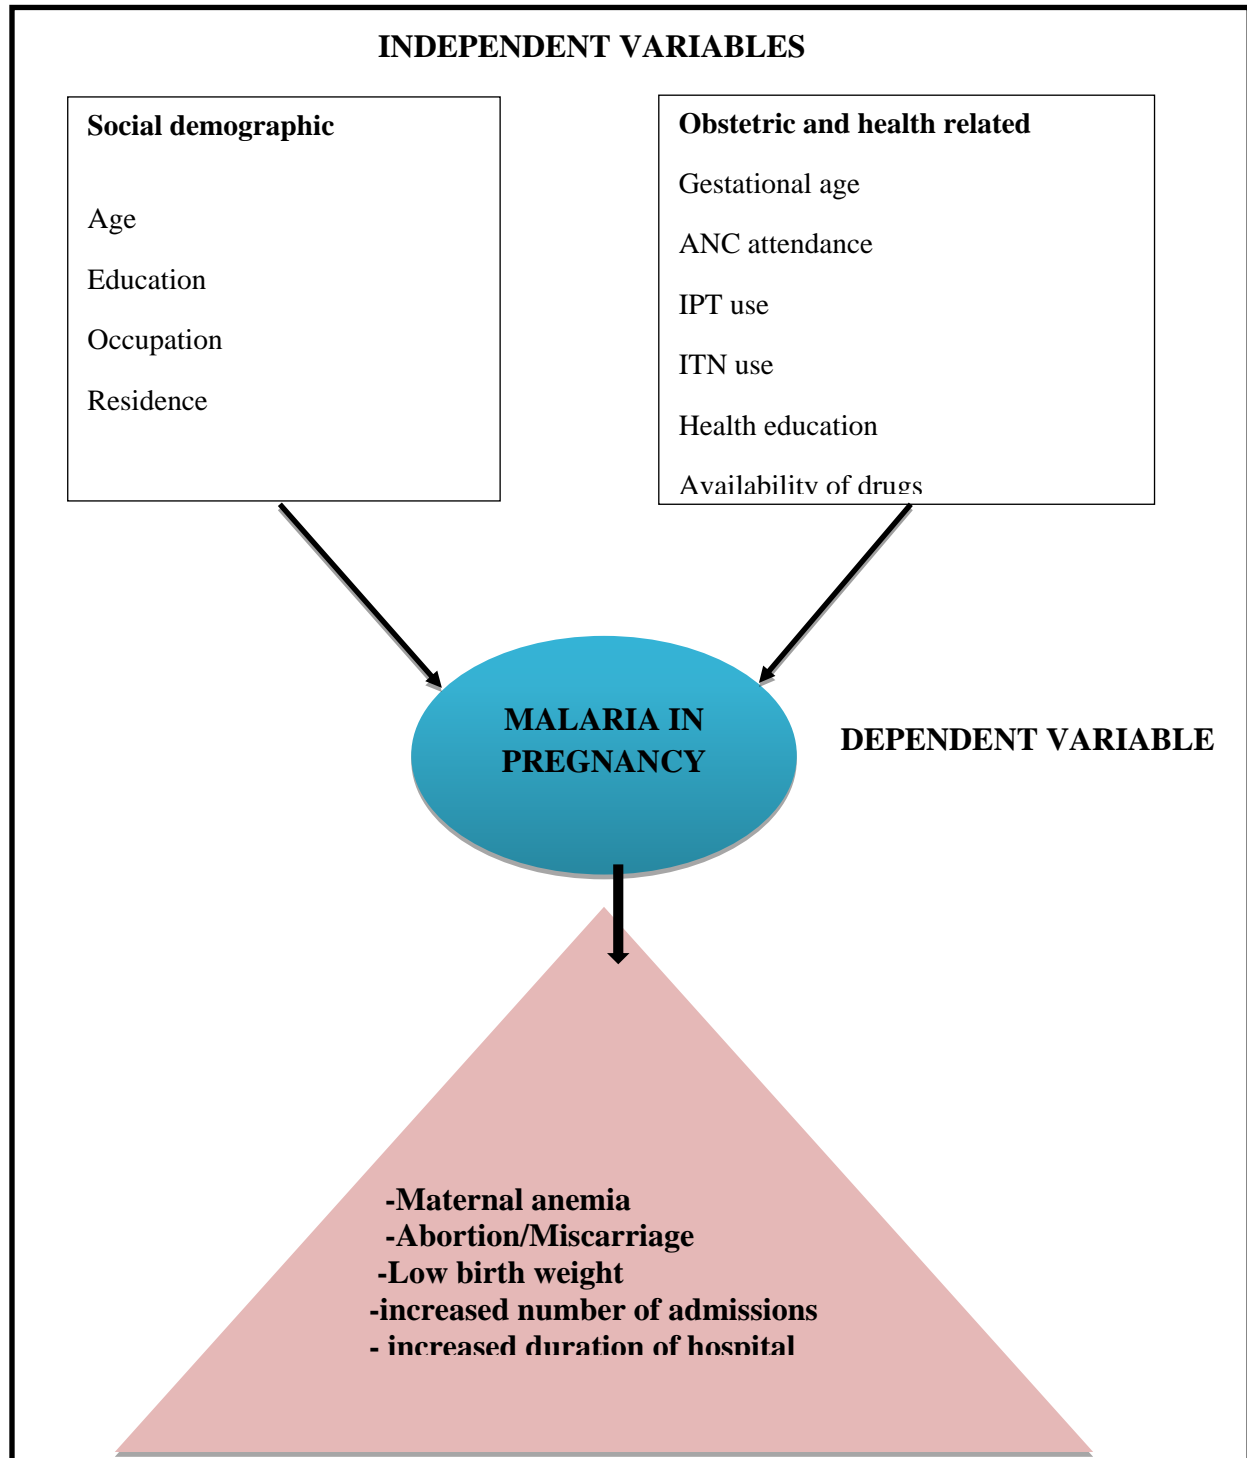 INDEPENDENT VARIABLES
Social demographic
Age
Education
Occupation
Residence
Obstetric and health related
Gestational age
ANC attendance
IPT use
ITN use
Health education
Availability of drugs
MALARIA IN
PREGNANCY
DEPENDENT VARIABLE
-Maternal anemia
-Abortion/Miscarriage
-Low birth weight
-increased number of admissions
- increased duration of hospital